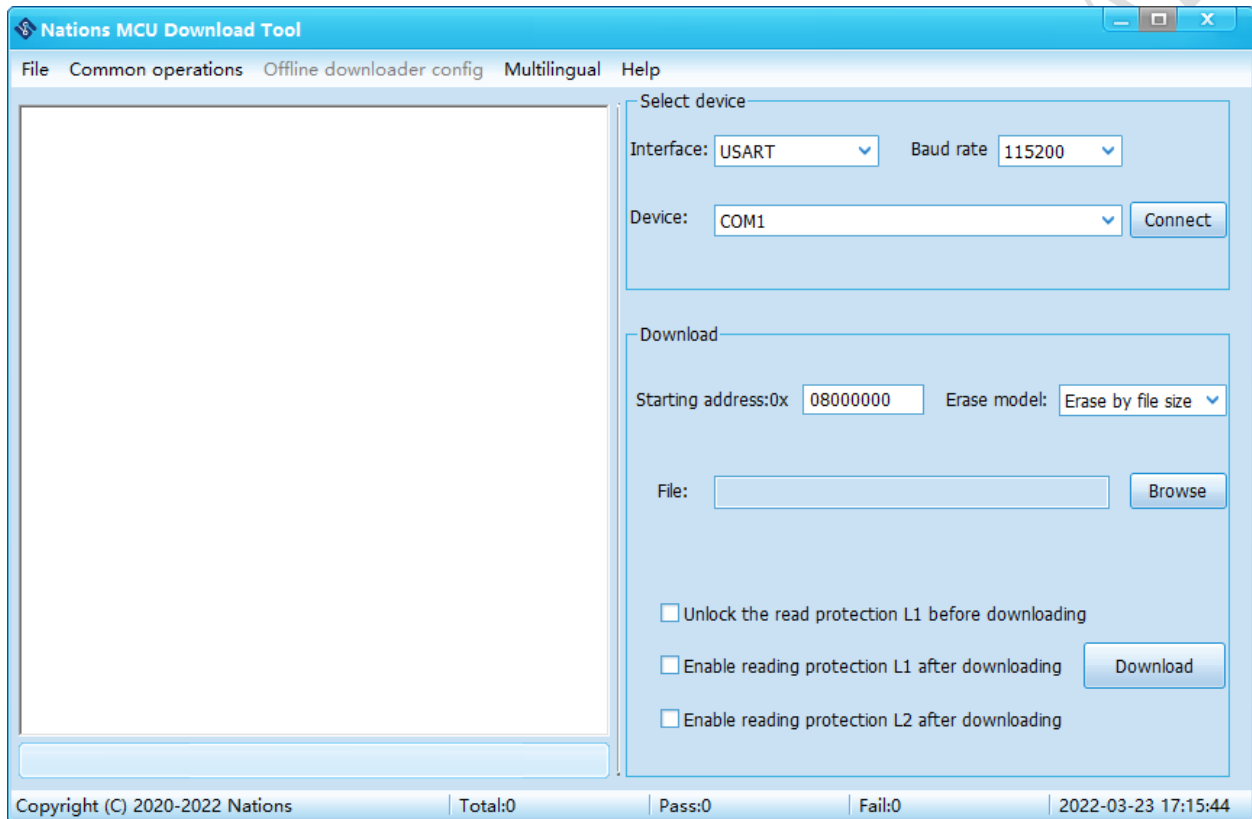 Nations MCU Download Tool
File Common operations Offline downloader config Multilingual Help
Select device
Interface: USART Baud rate 115200
Device: COM1 Connect
Download
Starting address:0x 08000000 Erase model: Erase by file size
File: Browse
Unlock the read protection L1 before downloading
Enable reading protection L1 after downloading Download
Enable reading protection L2 after downloading
Copyright (C) 2020-2022 Nations Total:0 Pass:0 Fail:0 2022-03-23 17:15:44